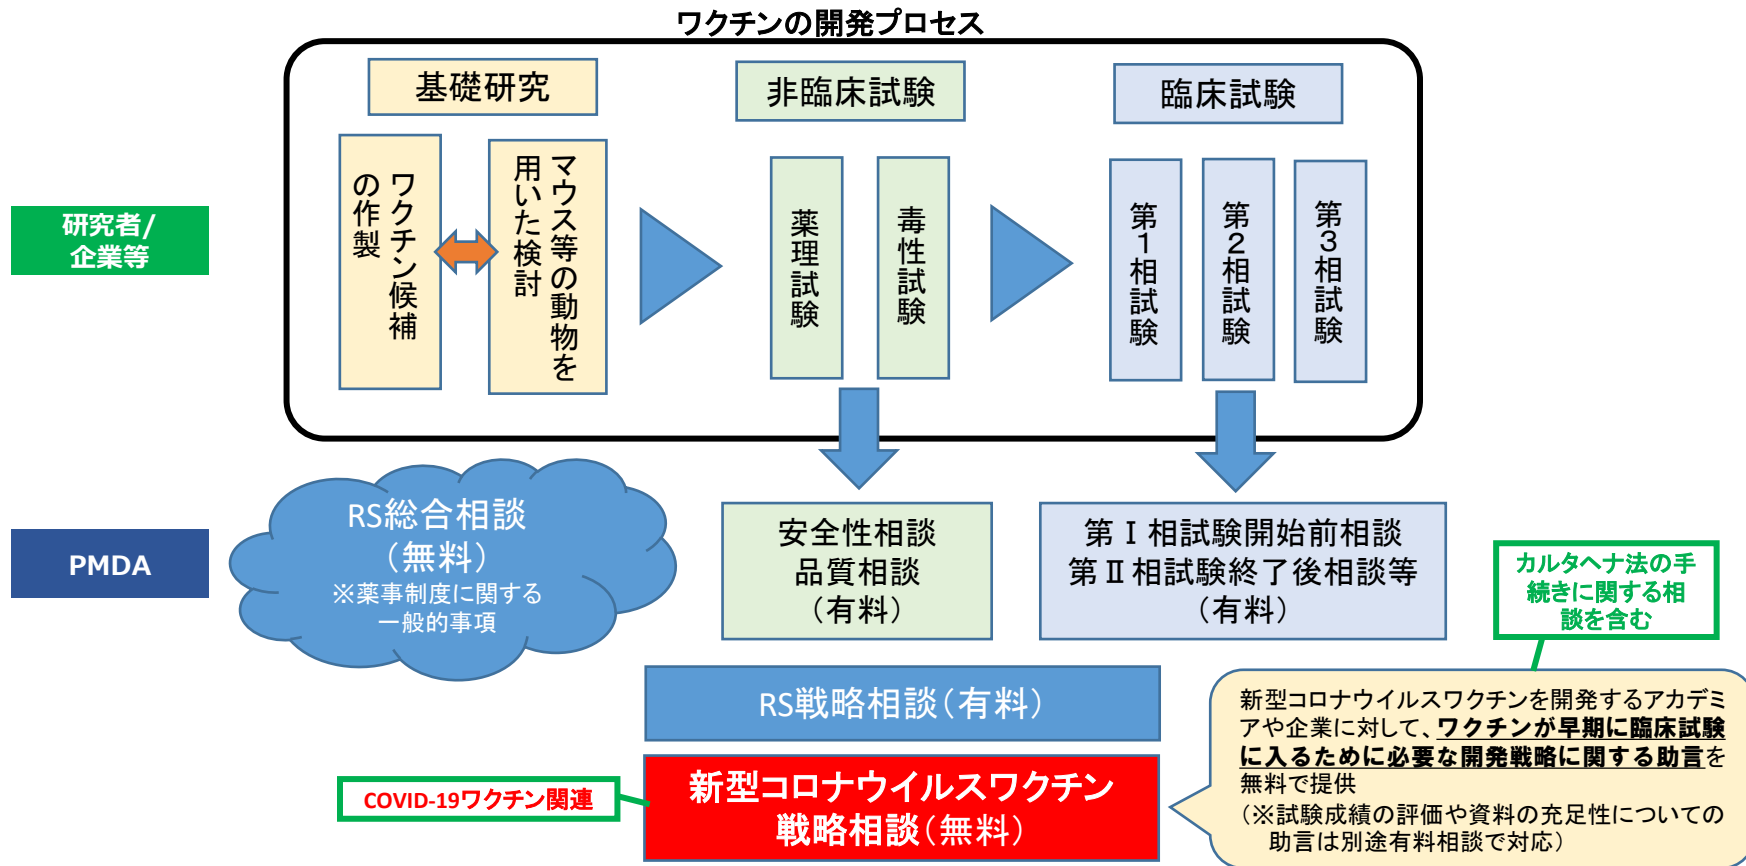 ワクチンの開発プロセス
基礎研究
非臨床試験
臨床試験
研究者/
企業等
ワクチン候補
の作製
マウス等の動物を
用いた検討
薬理試験
毒性試験
第1相試験
第2相試験
第3相試験
PMDA
RS総合相談
(無料)
※薬事制度に関する
一般的事項
安全性相談
品質相談
(有料)
第Ⅰ相試験開始前相談
第Ⅱ相試験終了後相談等
(有料)
カルタヘナ法の手
続きに関する相
談を含む
RS戦略相談(有料)
COVID-19ワクチン関連
新型コロナウイルスワクチン
戦略相談(無料)
新型コロナウイルスワクチンを開発するアカデミ
アや企業に対して、ワクチンが早期に臨床試験
に入るために必要な開発戦略に関する助言を
無料で提供
(※試験成績の評価や資料の充足性についての
助言は別途有料相談で対応)